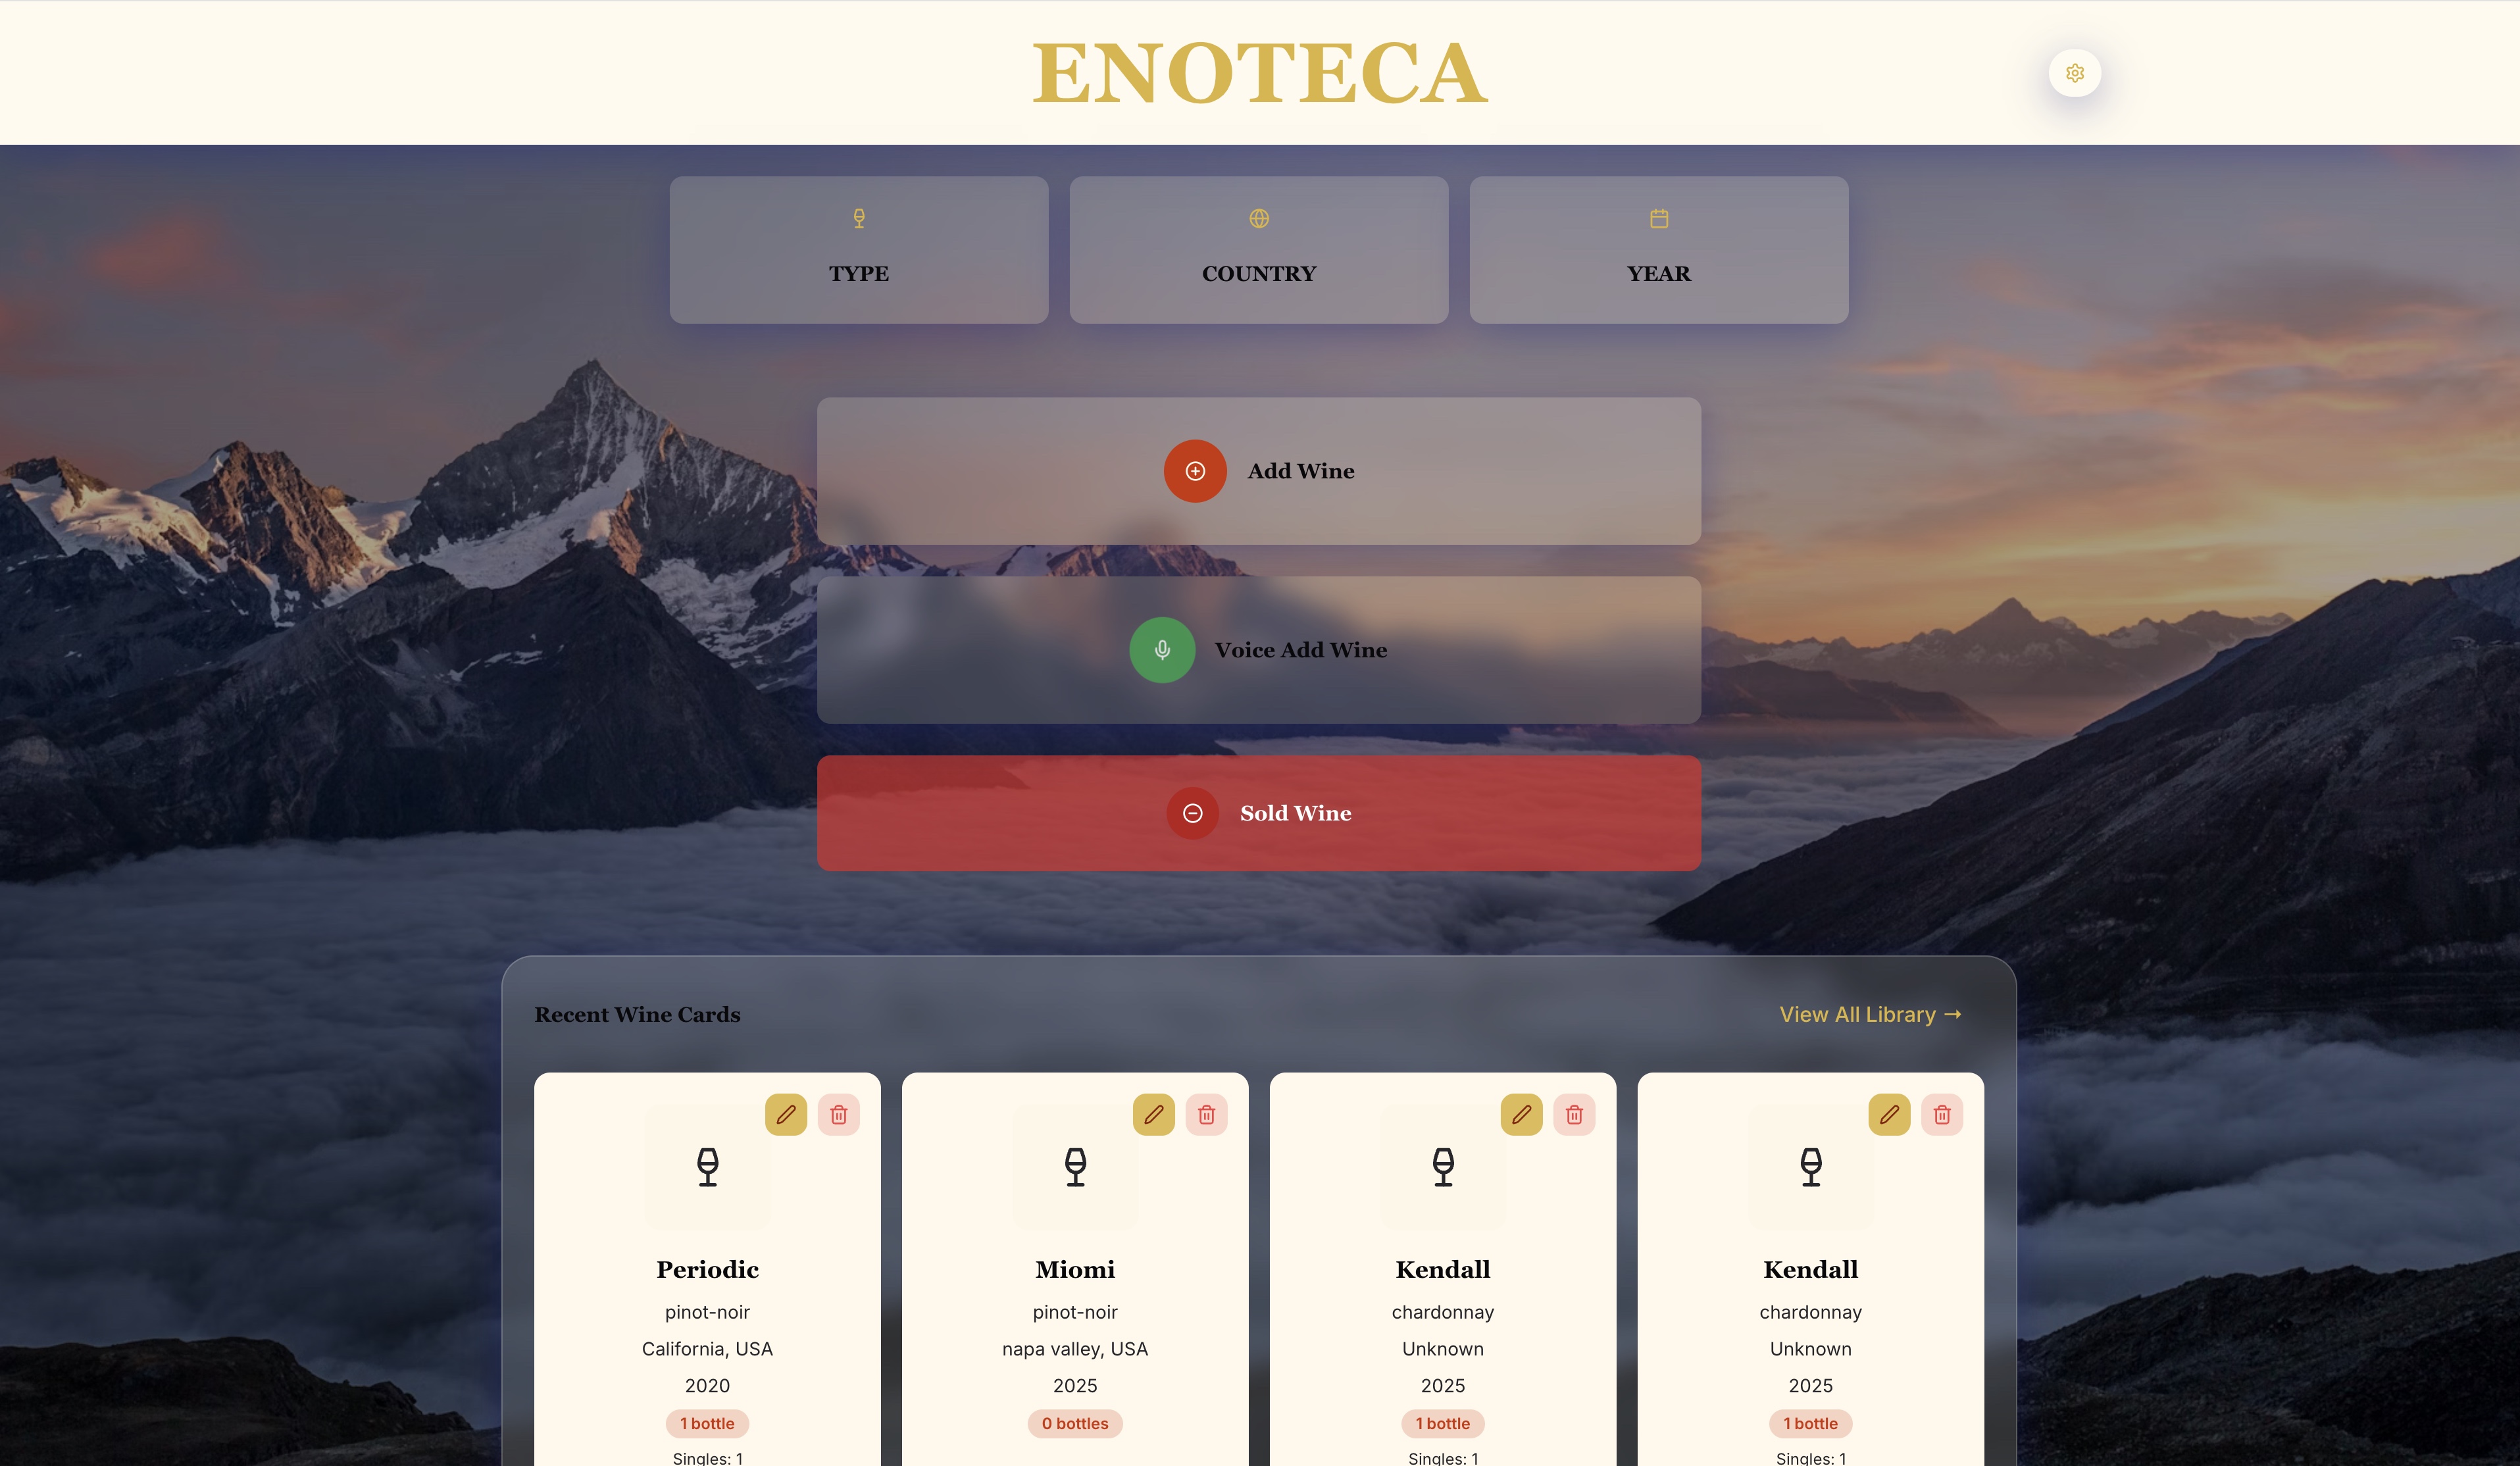 ENOTECA
TYPE
COUNTRY
YEAR
Add Wine
Voice Add Wine
Sold Wine
Recent Wine Cards
View All Library →
Periodic
pinot-noir
California, USA
2020
1 bottle
Singles: 1
Miomi
pinot-noir
napa valley, USA
2025
0 bottles
Kendall
chardonnay
Unknown
2025
1 bottle
Singles: 1
Kendall
chardonnay
Unknown
2025
1 bottle
Singles: 1